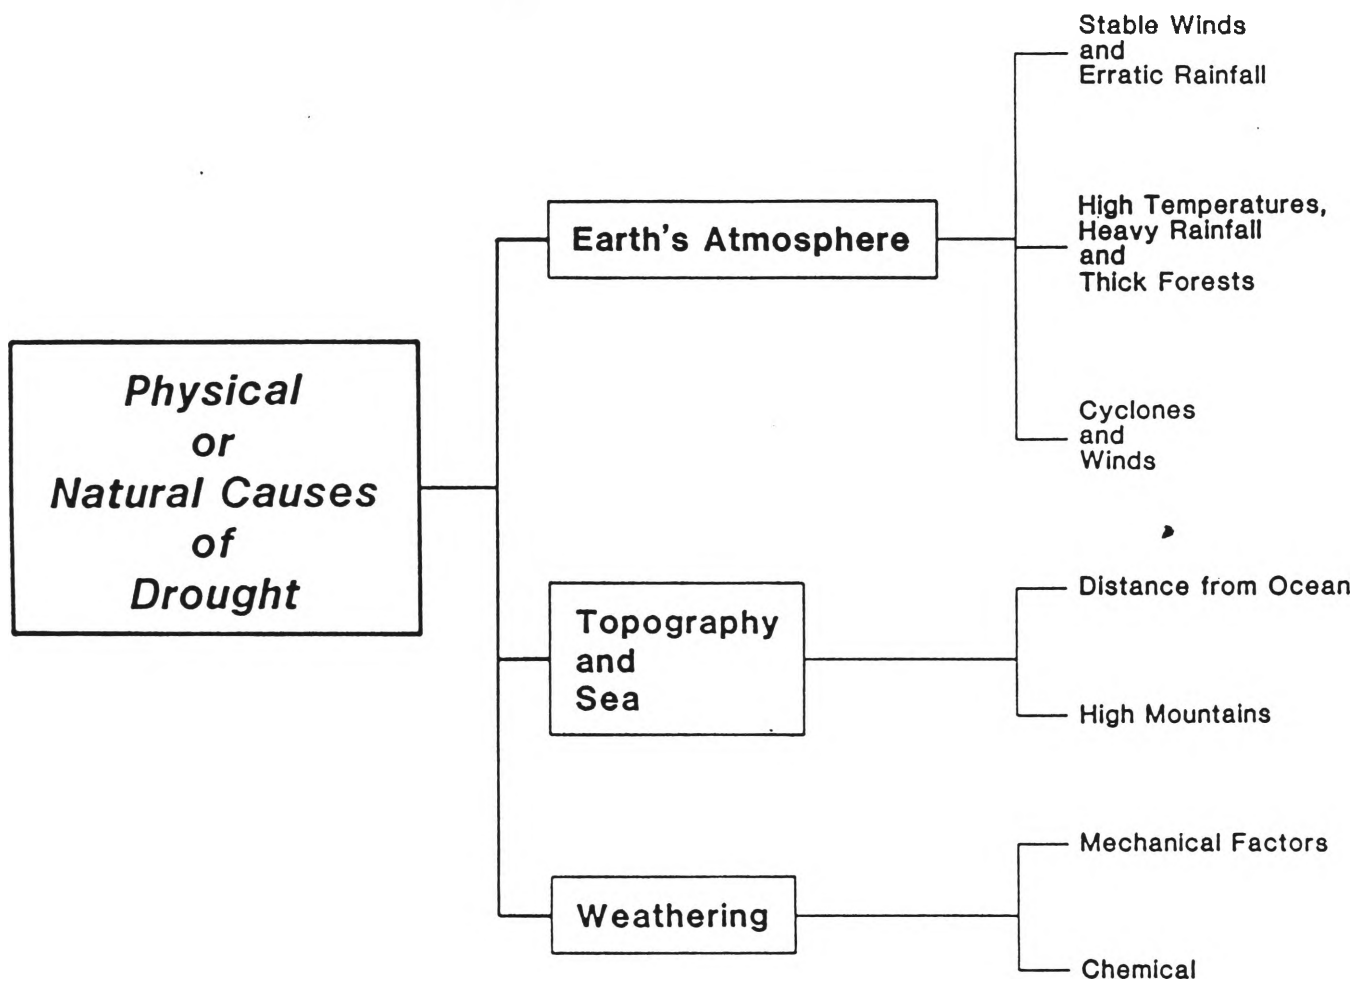 Physical
or
Natural Causes
of
Drought
Earth's Atmosphere
Stable Winds
and
Erratic Rainfall
High Temperatures,
Heavy Rainfall
and
Thick Forests
Cyclones
and
Winds
Topography
and
Sea
Distance from Ocean
High Mountains
Weathering
Mechanical Factors
Chemical